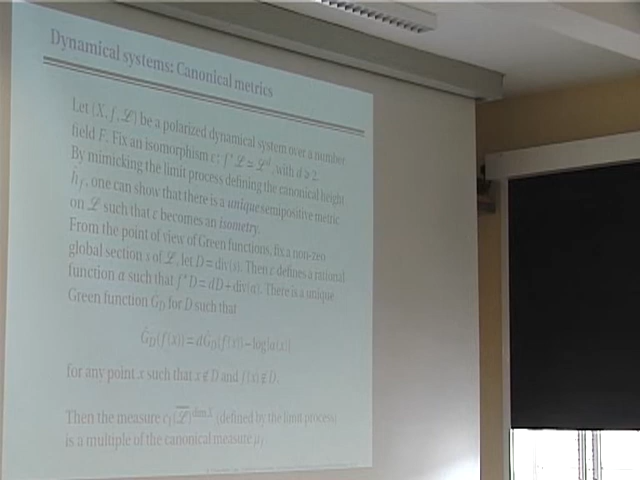 Dynamical systems: Canonical metrics
Let (X, f, ℒ) be a polarized dynamical system over a number
field F. Fix an isomorphism ε: f*ℒ ≃ ℒ^d, with d ⩾ 2.
By mimicking the limit process defining the canonical height
ĥ_f, one can show that there is a unique semipositive metric
on ℒ such that ε becomes an isometry.
From the point of view of Green functions, fix a non-zero
global section s of ℒ, let D = div(s). Then ε defines a rational
function a such that f*D = dD + div(a). There is a unique
Green function Ĝ_D for D such that
Ĝ_D(f(x)) = dĜ_D(x) − log|a(x)|
for any point x such that x ∉ D and f(x) ∉ D.
Then the measure c₁(ℒ̄)^dim X (defined by the limit process)
is a multiple of the canonical measure μ_f